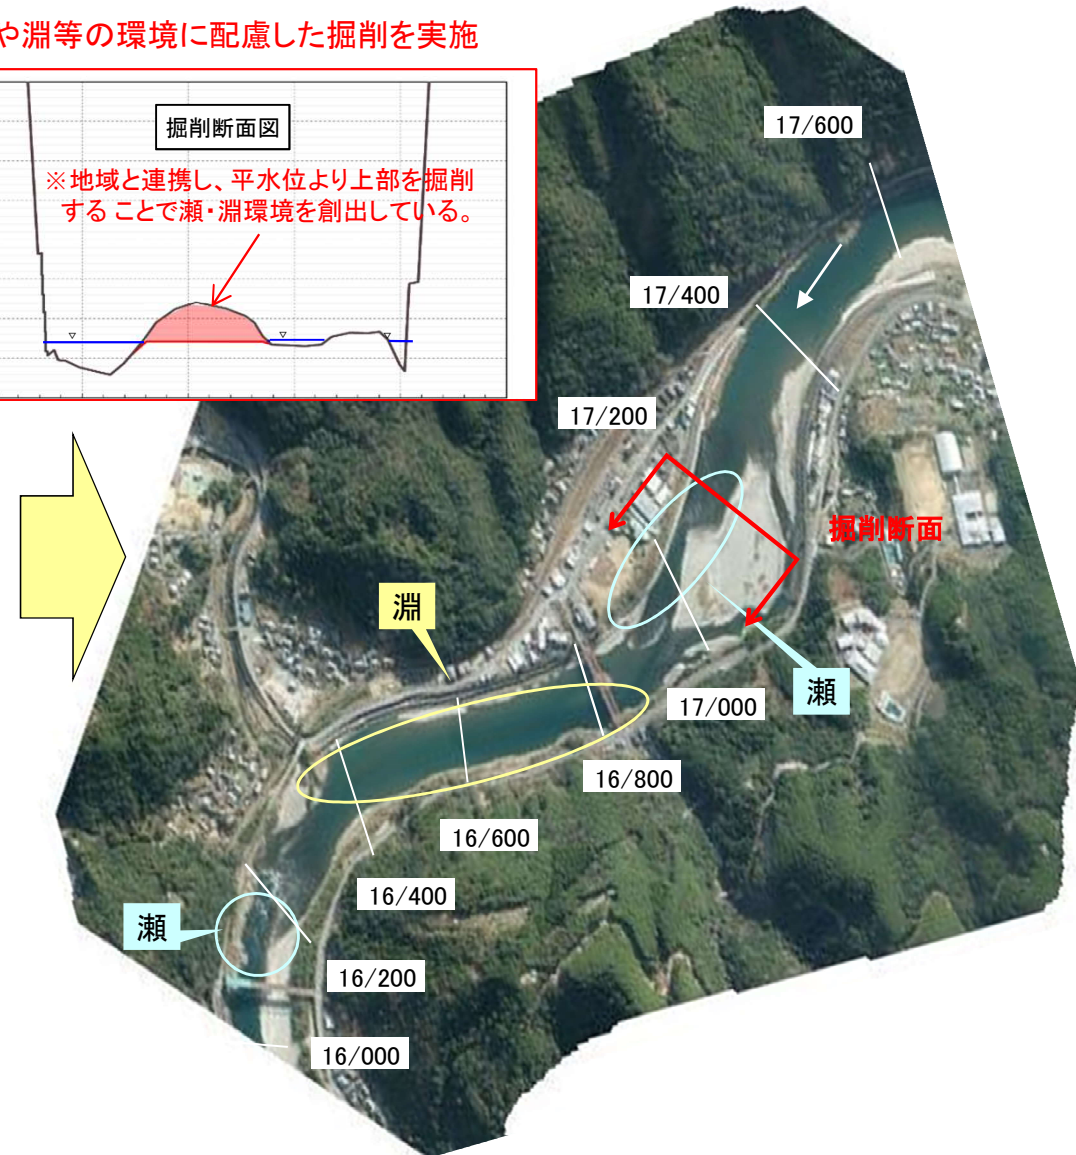 や淵等の環境に配慮した掘削を実施
掘削断面図
※地域と連携し、平水位より上部を掘削
することで瀬・淵環境を創出している。
17/600
17/400
17/200
掘削断面
淵
瀬
17/000
16/800
16/600
16/400
瀬
16/200
16/000